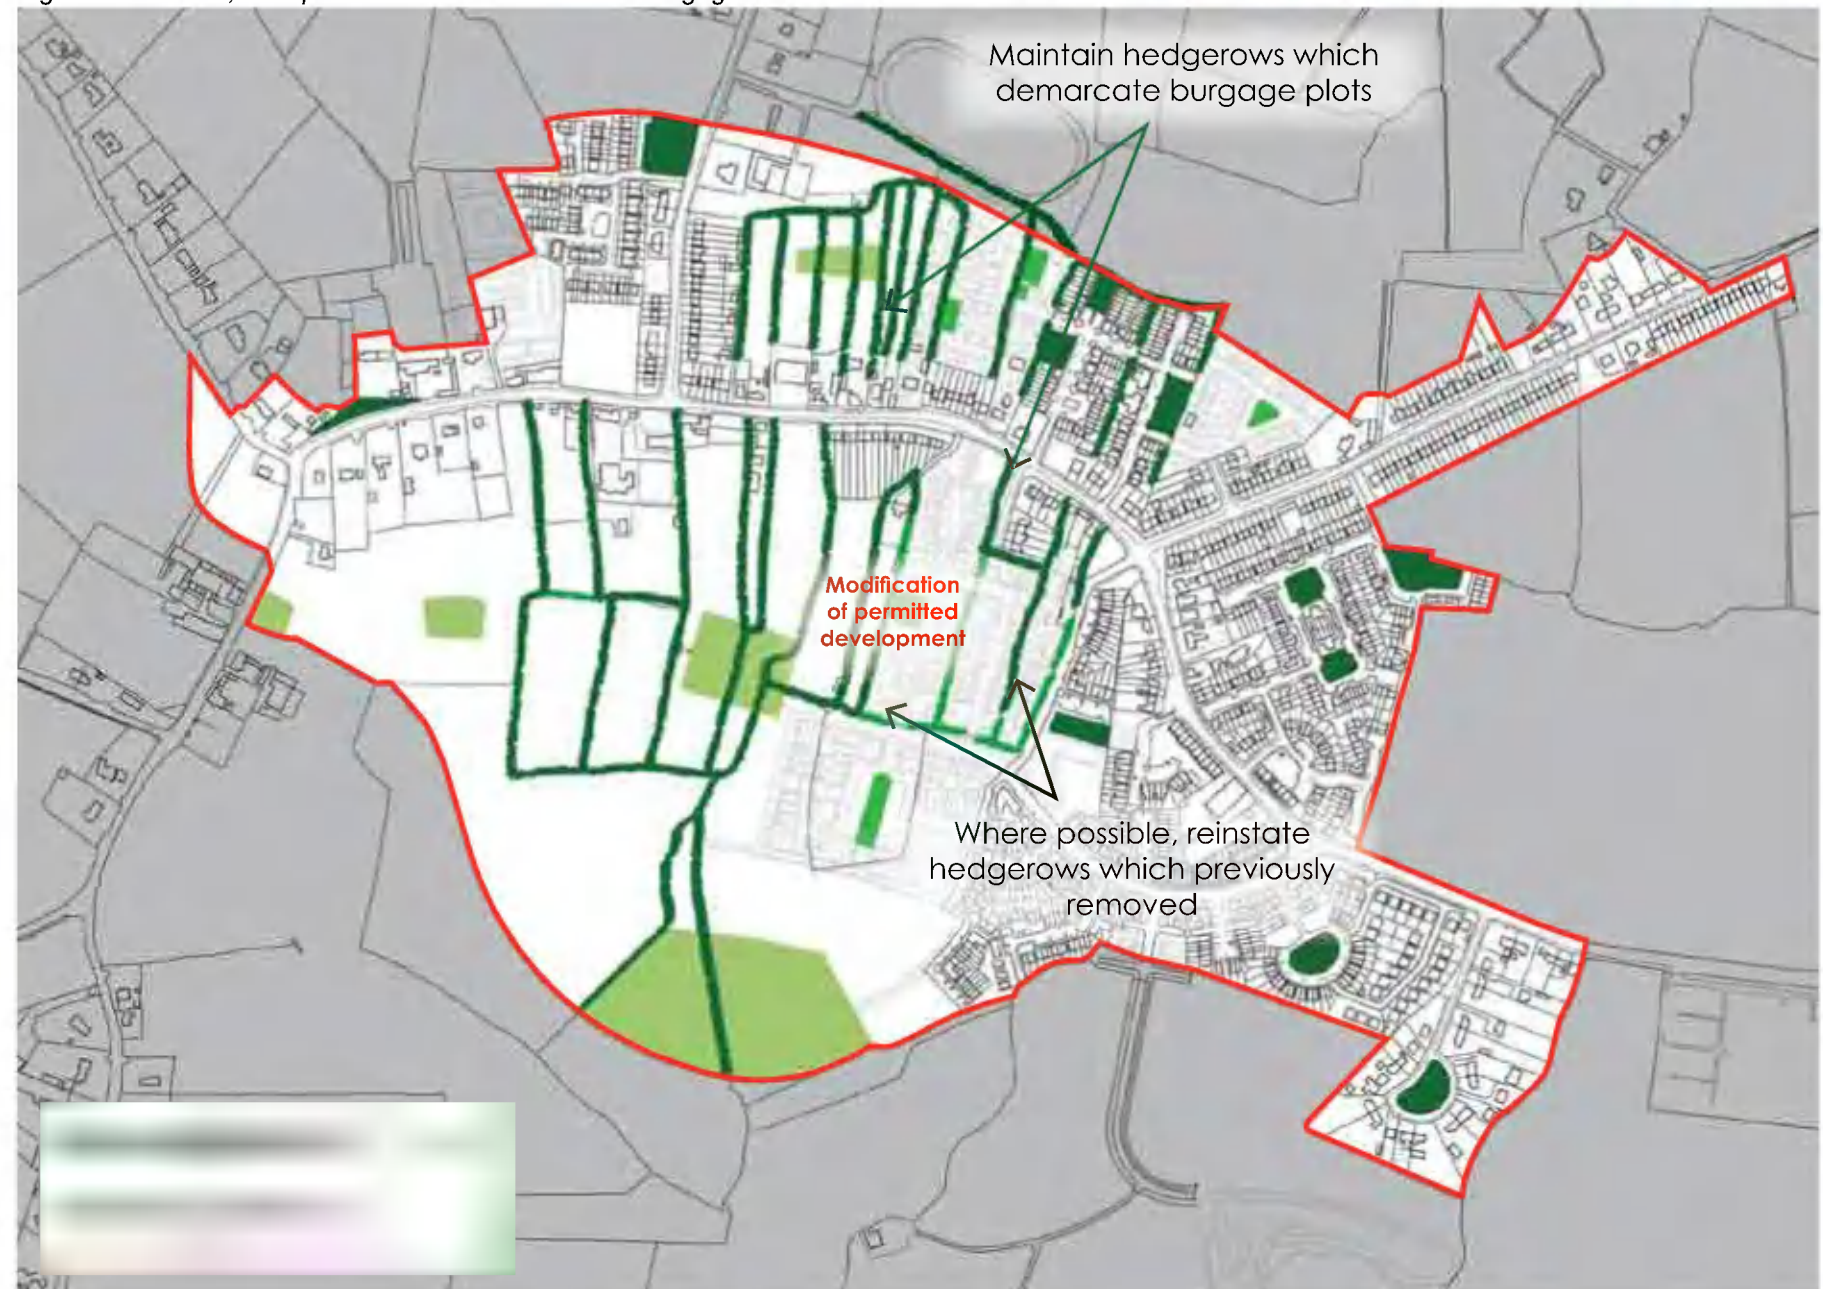 Maintain hedgerows which
demarcate burgage plots
Modification
of permitted
development
Where possible, reinstate
hedgerows which previously
removed